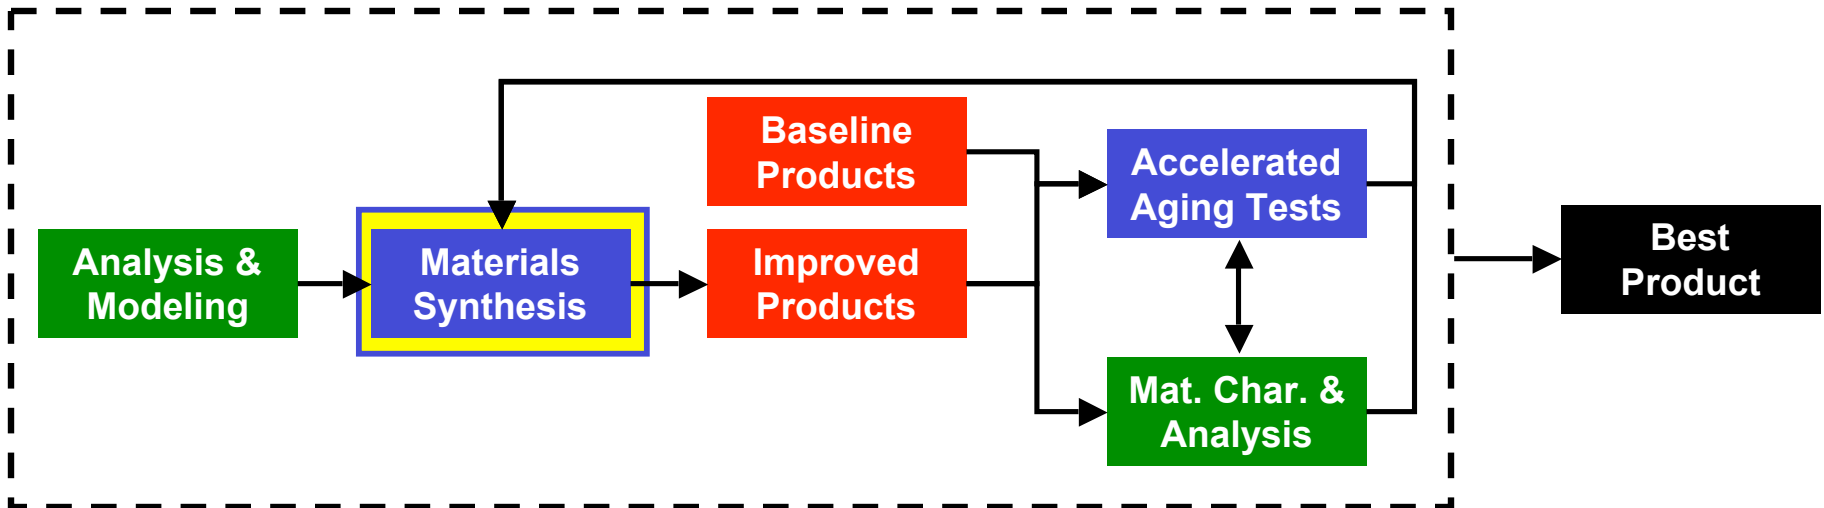 Analysis &
Modeling
Materials
Synthesis
Baseline
Products
Improved
Products
Accelerated
Aging Tests
Mat. Char. &
Analysis
Best
Product